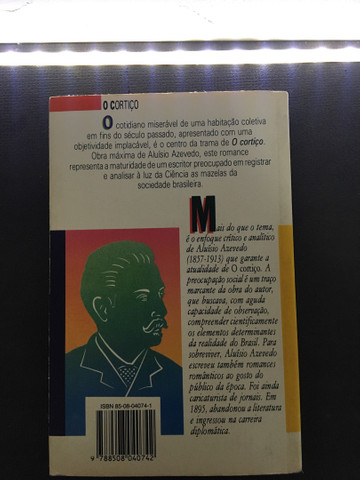 O CORTIÇO
O cotidiano miserável de uma habitação coletiva
em fins do século passado, apresentado com uma
objetividade implacável, é o centro da trama de O cortiço.
Obra máxima de Aluísio Azevedo, este romance
representa a maturidade de um escritor preocupado em registrar
e analisar à luz da Ciência as mazelas da
sociedade brasileira.
Mais do que o tema,
é o enfoque crítico e analítico
de Aluísio Azevedo
(1857-1913) que garante a
atualidade de O cortiço. A
preocupação social é um traço
marcante da obra do autor,
que buscava, com aguda
capacidade de observação,
compreender cientificamente
os elementos determinantes
da realidade do Brasil. Para
sobreviver, Aluísio Azevedo
escreveu também romances
românticos ao gosto do
público da época. Foi ainda
caricaturista de jornais. Em
1895, abandonou a literatura
e ingressou na carreira
diplomática.
ISBN 85-08-04074-1
9 788508 040742